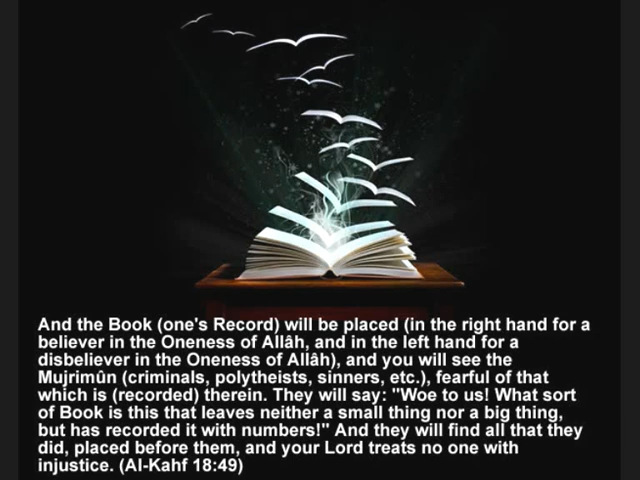 And the Book (one's Record) will be placed (in the right hand for a
believer in the Oneness of Allâh, and in the left hand for a
disbeliever in the Oneness of Allâh), and you will see the
Mujrimûn (criminals, polytheists, sinners, etc.), fearful of that
which is (recorded) therein. They will say: "Woe to us! What sort
of Book is this that leaves neither a small thing nor a big thing,
but has recorded it with numbers!" And they will find all that they
did, placed before them, and your Lord treats no one with
injustice. (Al-Kahf 18:49)